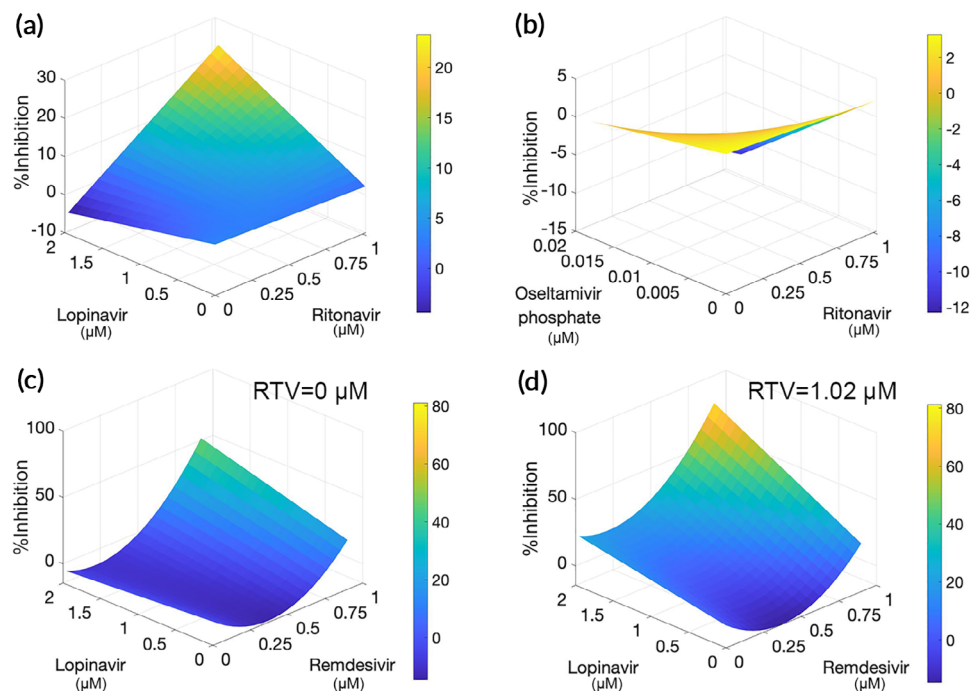 (a)
%Inhibition
30
20
10
0
-10
2
1.5
1
0.5
0
0
0.25
0.5
0.75
1
Lopinavir
(µM)
Ritonavir
(µM)
20
15
10
5
0
(b)
%Inhibition
5
0
-5
-10
-15
0.02
0.015
0.01
0.005
0
0
0.25
0.5
0.75
1
Oseltamivir
phosphate
(µM)
Ritonavir
(µM)
2
0
-2
-4
-6
-8
-10
-12
(c)
RTV=0 µM
%Inhibition
100
50
0
2
1.5
1
0.5
0
0
0.25
0.5
0.75
1
Lopinavir
(µM)
Remdesivir
(µM)
80
60
40
20
0
(d)
RTV=1.02 µM
%Inhibition
100
50
0
2
1.5
1
0.5
0
0
0.25
0.5
0.75
1
Lopinavir
(µM)
Remdesivir
(µM)
80
60
40
20
0